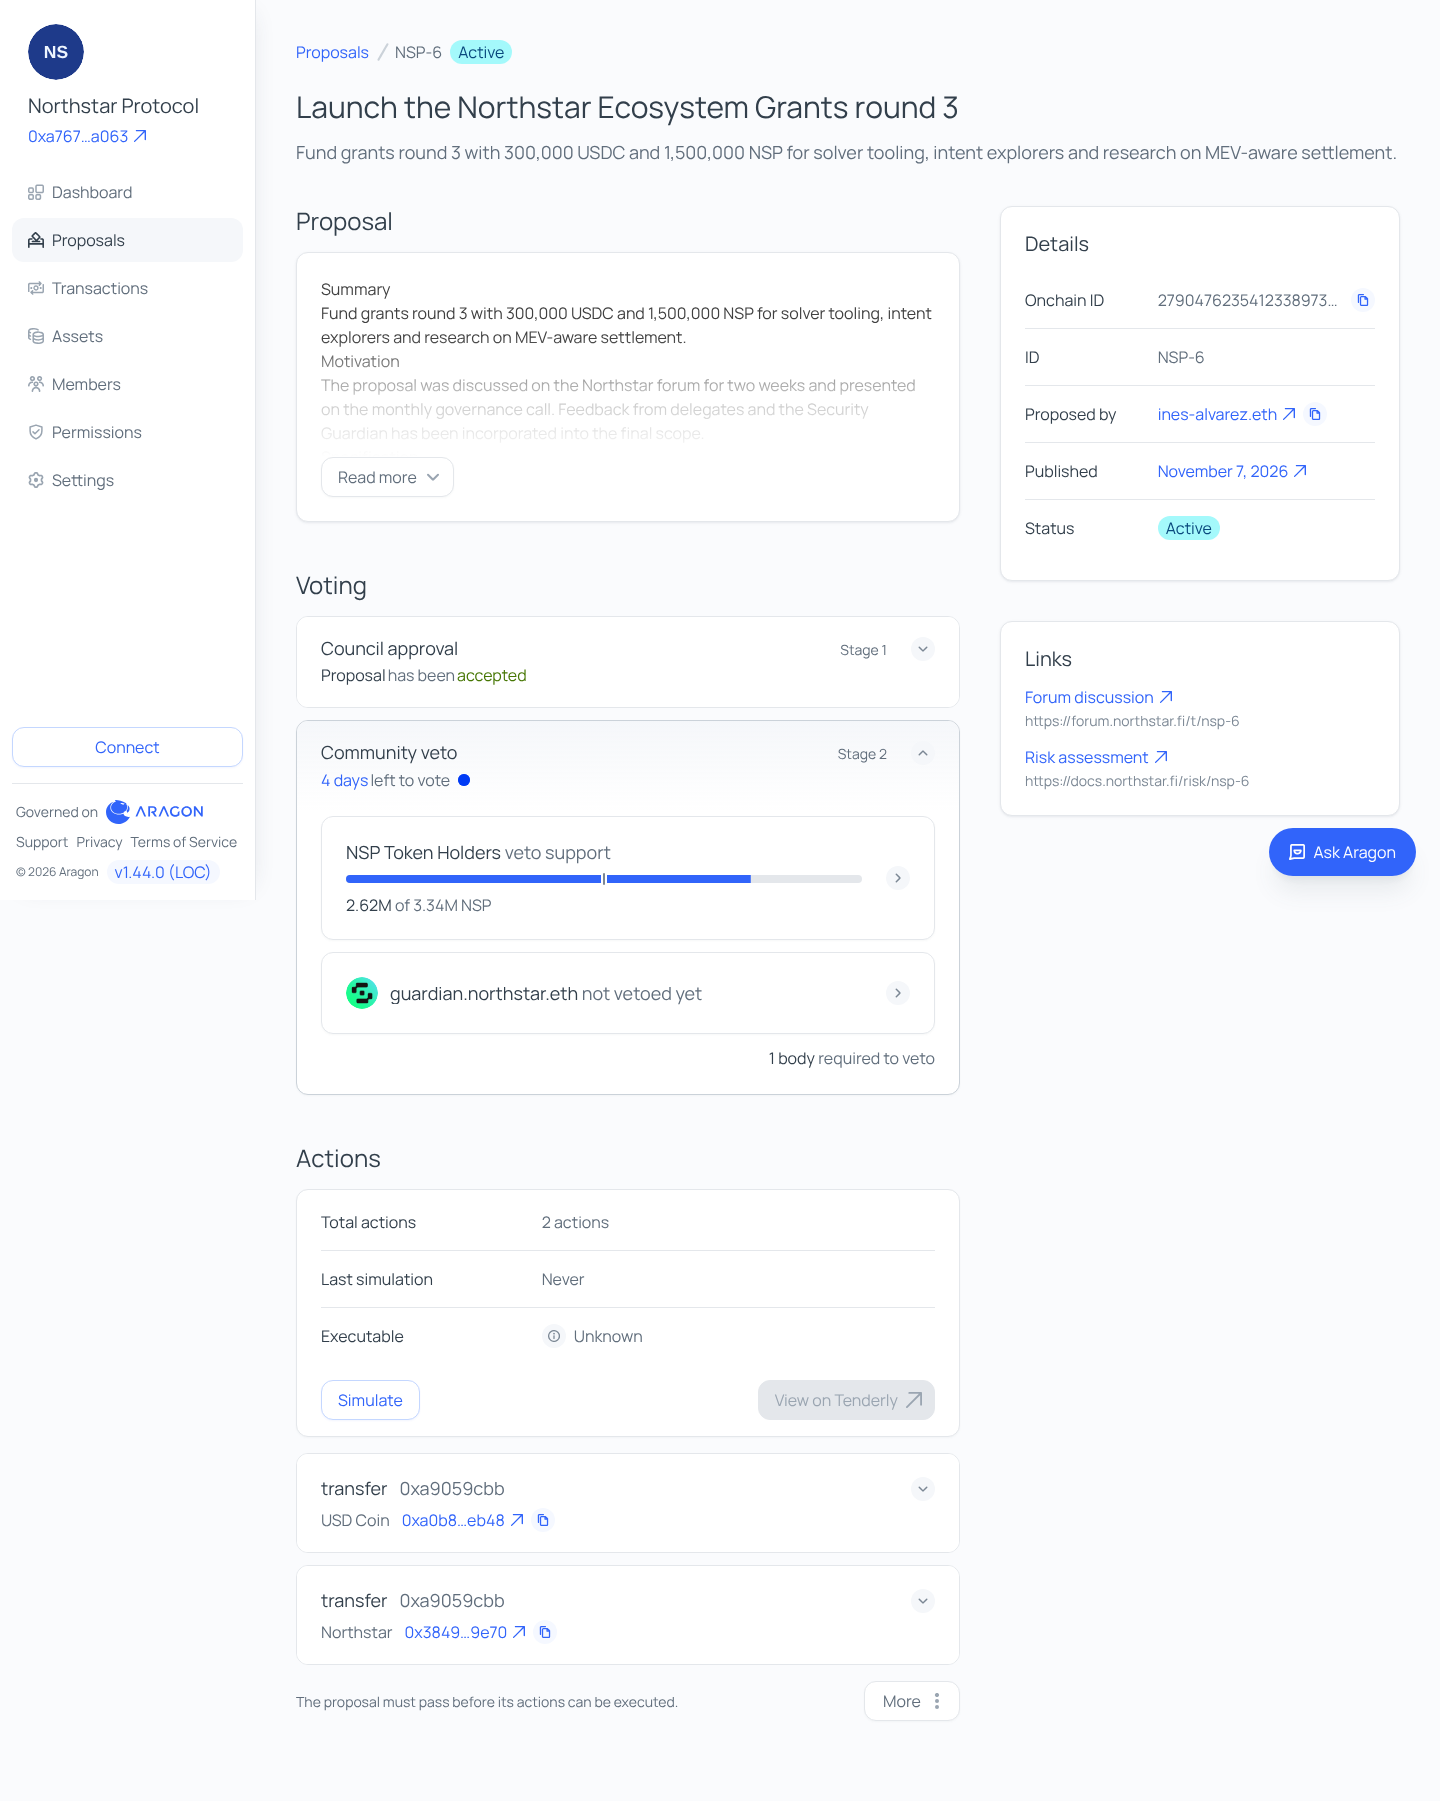 NS
Northstar Protocol
0xa767...a063
Dashboard
Proposals
Transactions
Assets
Members
Permissions
Settings
Connect
Governed on ARAGON
Support Privacy Terms of Service
© 2026 Aragon v1.44.0 (LOC)
Proposals / NSP-6 Active
Launch the Northstar Ecosystem Grants round 3
Fund grants round 3 with 300,000 USDC and 1,500,000 NSP for solver tooling, intent explorers and research on MEV-aware settlement.
Proposal
Summary
Fund grants round 3 with 300,000 USDC and 1,500,000 NSP for solver tooling, intent
explorers and research on MEV-aware settlement.
Motivation
The proposal was discussed on the Northstar forum for two weeks and presented
on the monthly governance call. Feedback from delegates and the Security
Guardian has been incorporated into the final scope.
Read more
Voting
Council approval Stage 1
Proposal has been accepted
Community veto Stage 2
4 days left to vote
NSP Token Holders veto support
2.62M of 3.34M NSP
guardian.northstar.eth not vetoed yet
1 body required to veto
Actions
Total actions 2 actions
Last simulation Never
Executable Unknown
Simulate View on Tenderly
transfer 0xa9059cbb
USD Coin 0xa0b8...eb48
transfer 0xa9059cbb
Northstar 0x3849...9e70
The proposal must pass before its actions can be executed. More
Details
Onchain ID 2790476235412338973...
ID NSP-6
Proposed by ines-alvarez.eth
Published November 7, 2026
Status Active
Links
Forum discussion
https://forum.northstar.fi/t/nsp-6
Risk assessment
https://docs.northstar.fi/risk/nsp-6
Ask Aragon